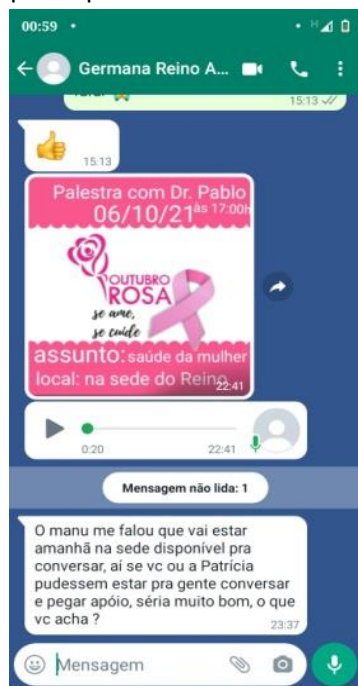 00:59
Germana Reino A...
15:13
15:13
Palestra com Dr. Pablo
06/10/21às 17:00h
OUTUBRO
ROSA
se ame,
se cuide
assunto:saúde da mulher
local: na sede do Reino
22:41
0:20
22:41
Mensagem não lida: 1
O manu me falou que vai estar
amanhã na sede disponível pra
conversar, aí se vc ou a Patrícia
pudessem estar pra gente conversar
e pegar apóio, séria muito bom, o que
vc acha ?
23:37
Mensagem